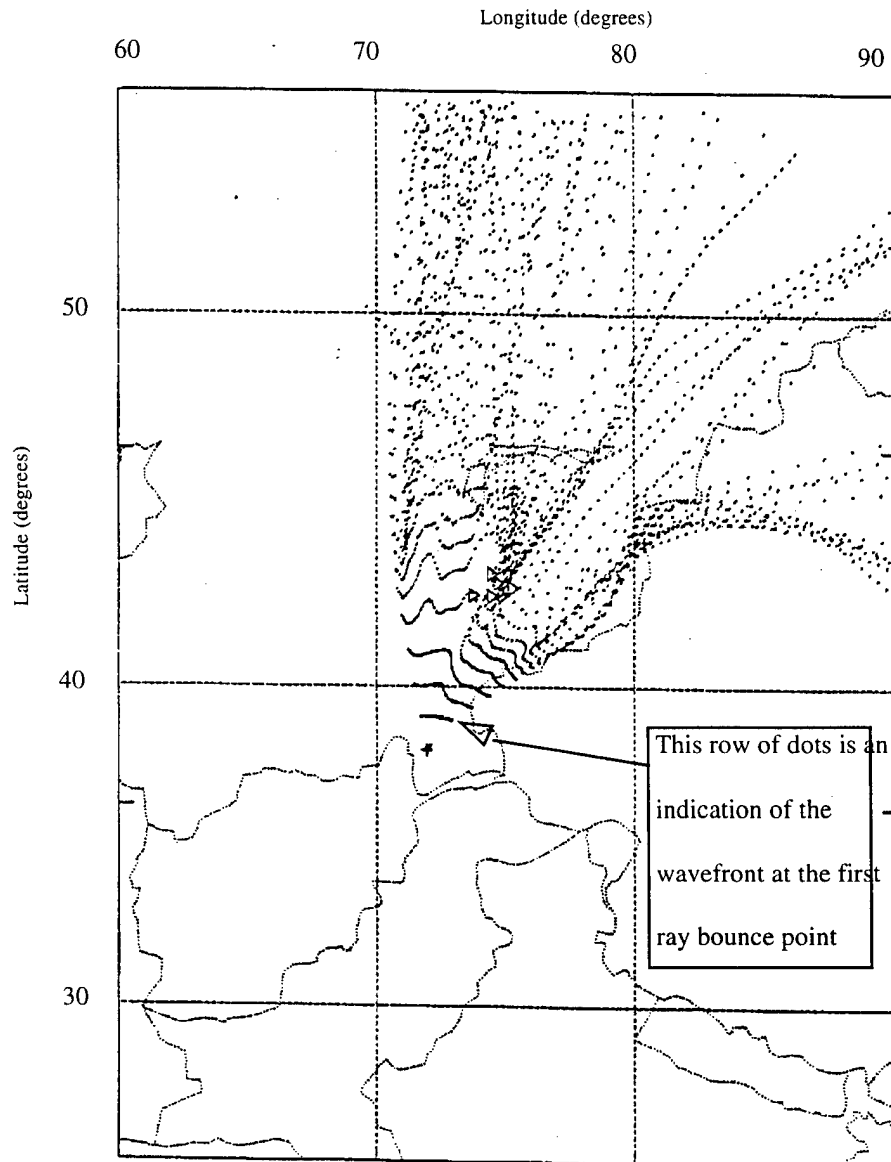 Longitude (degrees)
60 70 80 90
50
Latitude (degrees)
40
This row of dots is an
indication of the
wavefront at the first
ray bounce point
30